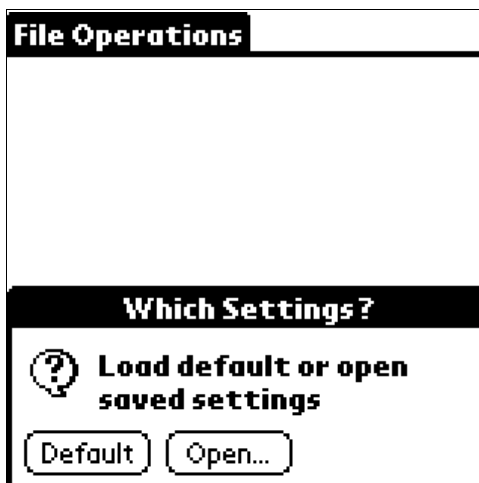 File Operations
Which Settings?
Load default or open
saved settings
Default Open...